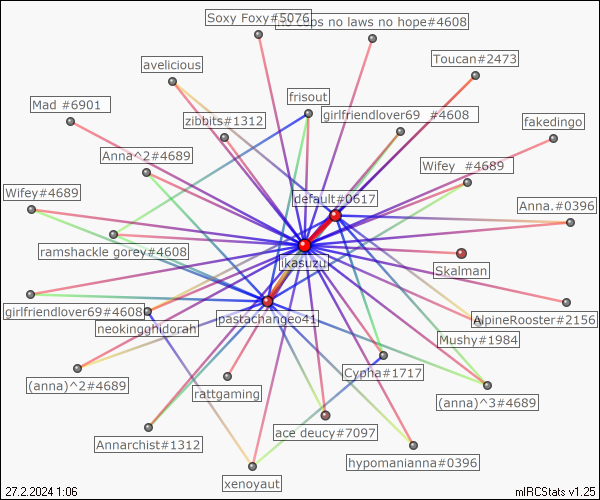 Soxy Foxy#5076
no cops no laws no hope#4608
Toucan#2473
avelicious
frisout
Mad #6901
zibbits#1312
girlfriendlover69 #4608
fakedingo
Anna^2#4689
Wifey #4689
Wifey#4689
default#0617
Anna.#0396
ramshackle gorey#4608
likasuzu
Skalman
girlfriendlover69#4608
neokingghidorah
pastachangeo41
AlpineRooster#2156
Mushy#1984
(anna)^2#4689
rattgaming
Cypha#1717
(anna)^3#4689
Annarchist#1312
ace deucy#7097
hypomanianna#0396
xenoyaut
27.2.2024 1:06
mIRCStats v1.25